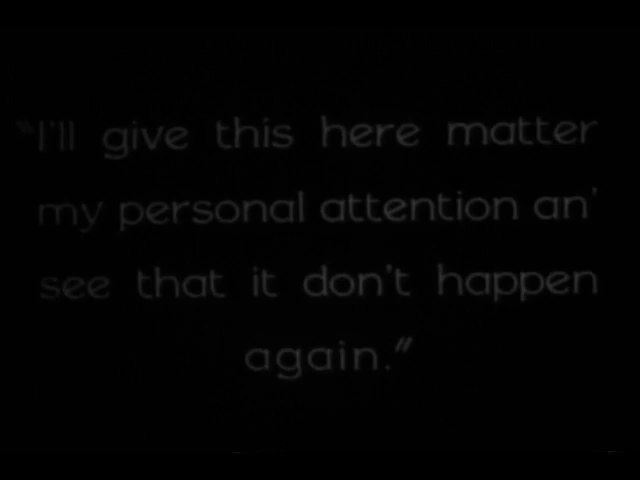 "I'll give this here matter
my personal attention an'
see that it don't happen
again."